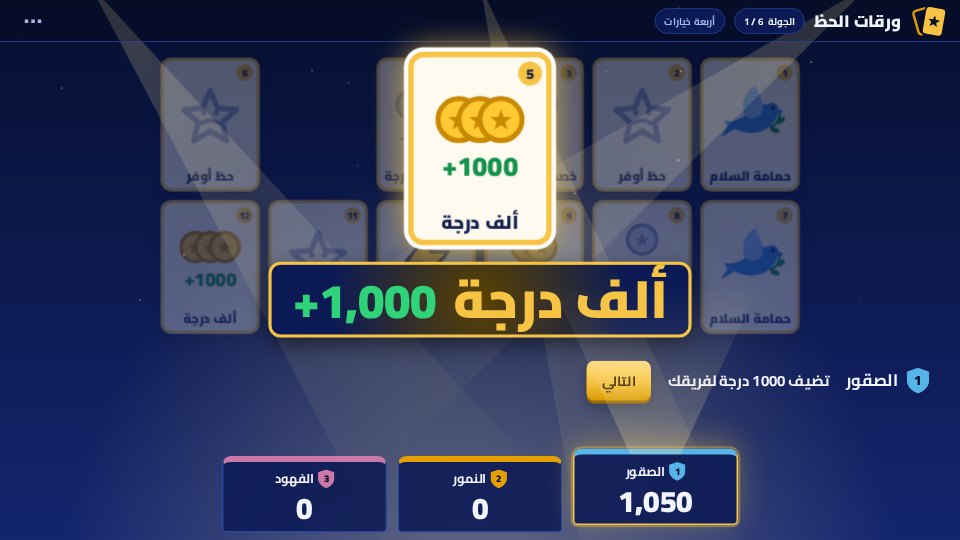 ورقات الحظ
الجولة 1/ 6
أربعة خيارات
1
حمامة السلام
2
حظ أوفر
3
5
+1000
ألف درجة
6
حظ أوفر
7
حمامة السلام
8
9
11
12
+1000
ألف درجة
ألف درجة +1,000
1 الصقور تضيف 1000 درجة لفريقك
التالي
1 الصقور
1,050
2 النمور
0
3 الفهود
0